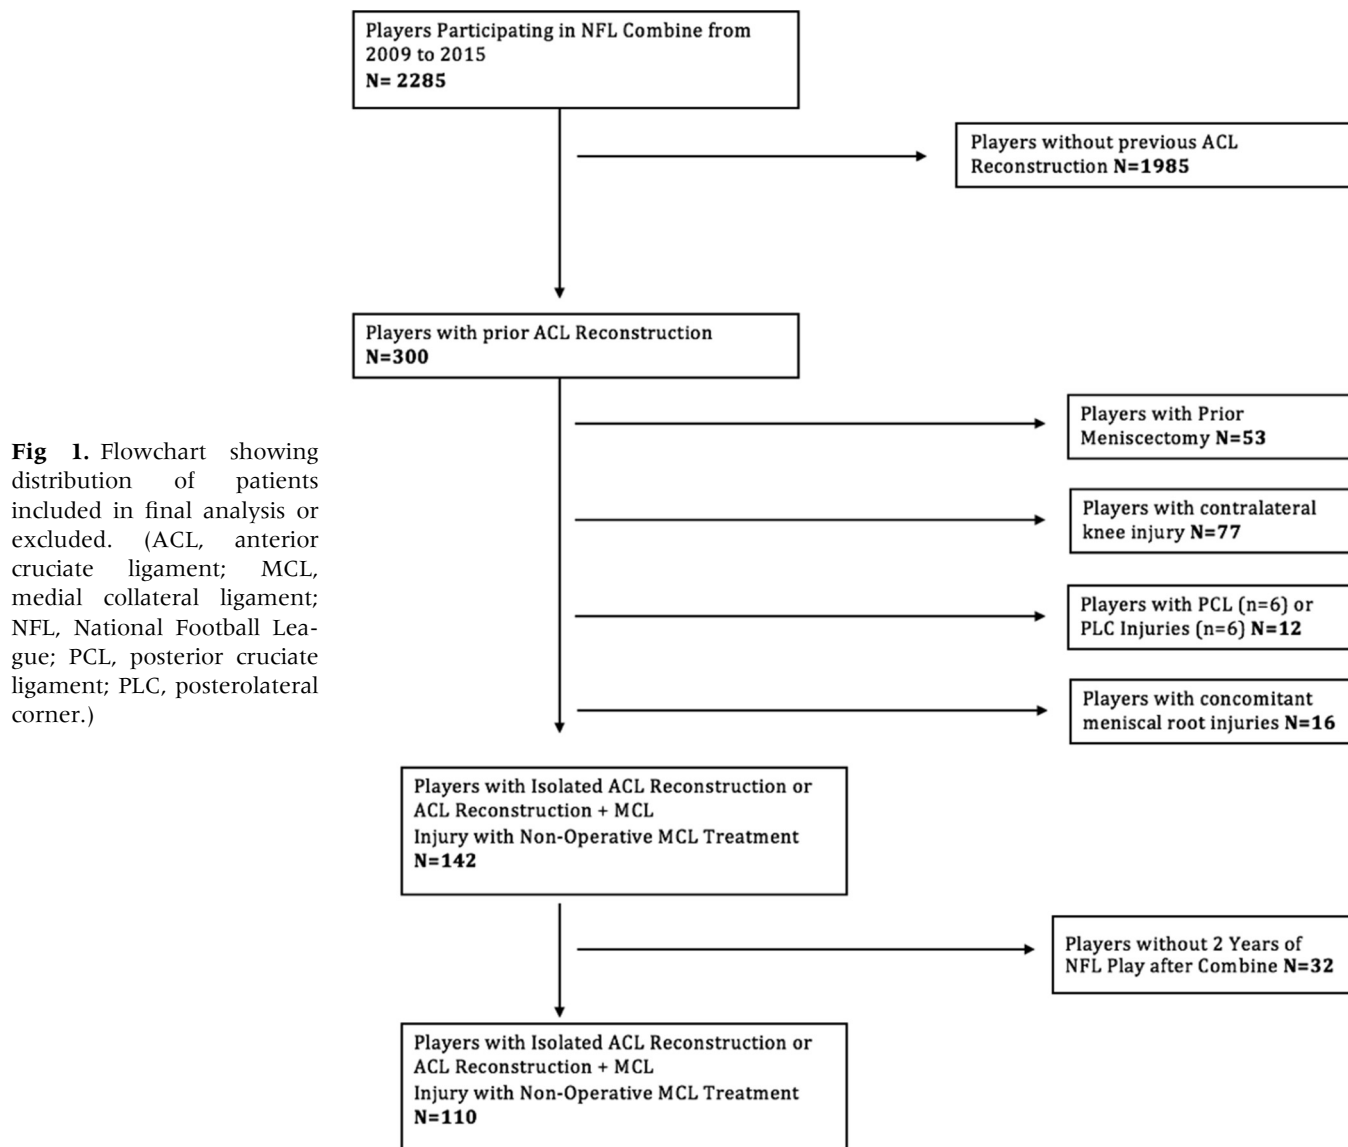 Players Participating in NFL Combine from
2009 to 2015
N= 2285
Players without previous ACL
Reconstruction N=1985
Players with prior ACL Reconstruction
N=300
Players with Prior
Meniscectomy N=53
Players with contralateral
knee injury N=77
Players with PCL (n=6) or
PLC Injuries (n=6) N=12
Players with concomitant
meniscal root injuries N=16
Players with Isolated ACL Reconstruction or
ACL Reconstruction + MCL
Injury with Non-Operative MCL Treatment
N=142
Players without 2 Years of
NFL Play after Combine N=32
Players with Isolated ACL Reconstruction or
ACL Reconstruction + MCL
Injury with Non-Operative MCL Treatment
N=110
Fig 1. Flowchart showing
distribution of patients
included in final analysis or
excluded. (ACL, anterior
cruciate ligament; MCL,
medial collateral ligament;
NFL, National Football Lea-
gue; PCL, posterior cruciate
ligament; PLC, posterolateral
corner.)